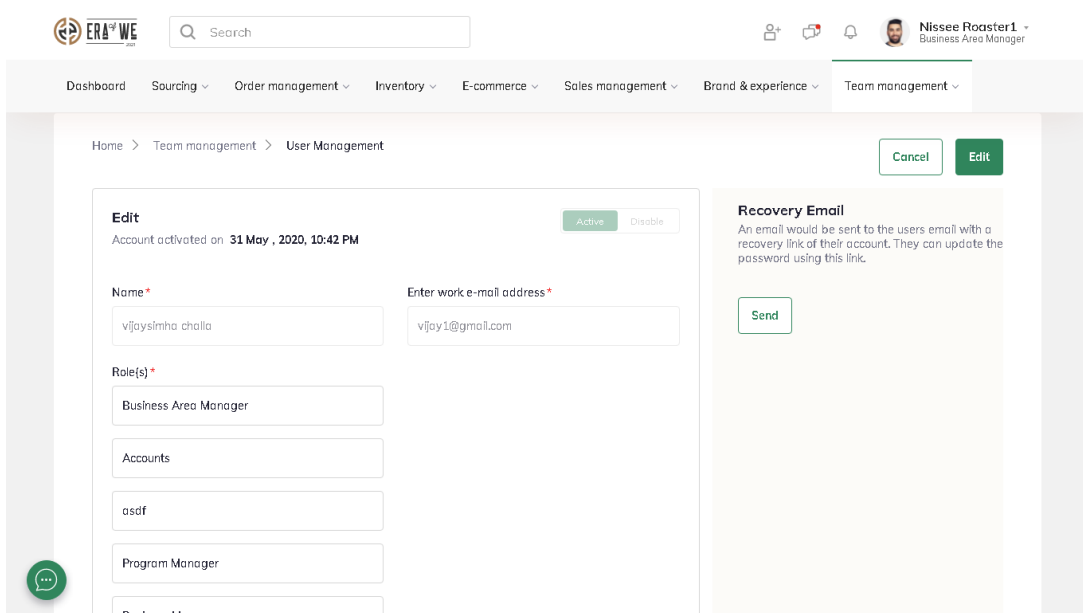 ERA of WE
Search
Nissee Roaster1
Business Area Manager
Dashboard
Sourcing
Order management
Inventory
E-commerce
Sales management
Brand & experience
Team management
Home > Team management > User Management
Cancel
Edit
Edit
Active
Disable
Account activated on 31 May , 2020, 10:42 PM
Name*
vijaysimha challa
Enter work e-mail address*
vijay1@gmail.com
Role(s)*
Business Area Manager
Accounts
asdf
Program Manager
Recovery Email
An email would be sent to the users email with a
recovery link of their account. They can update the
password using this link.
Send